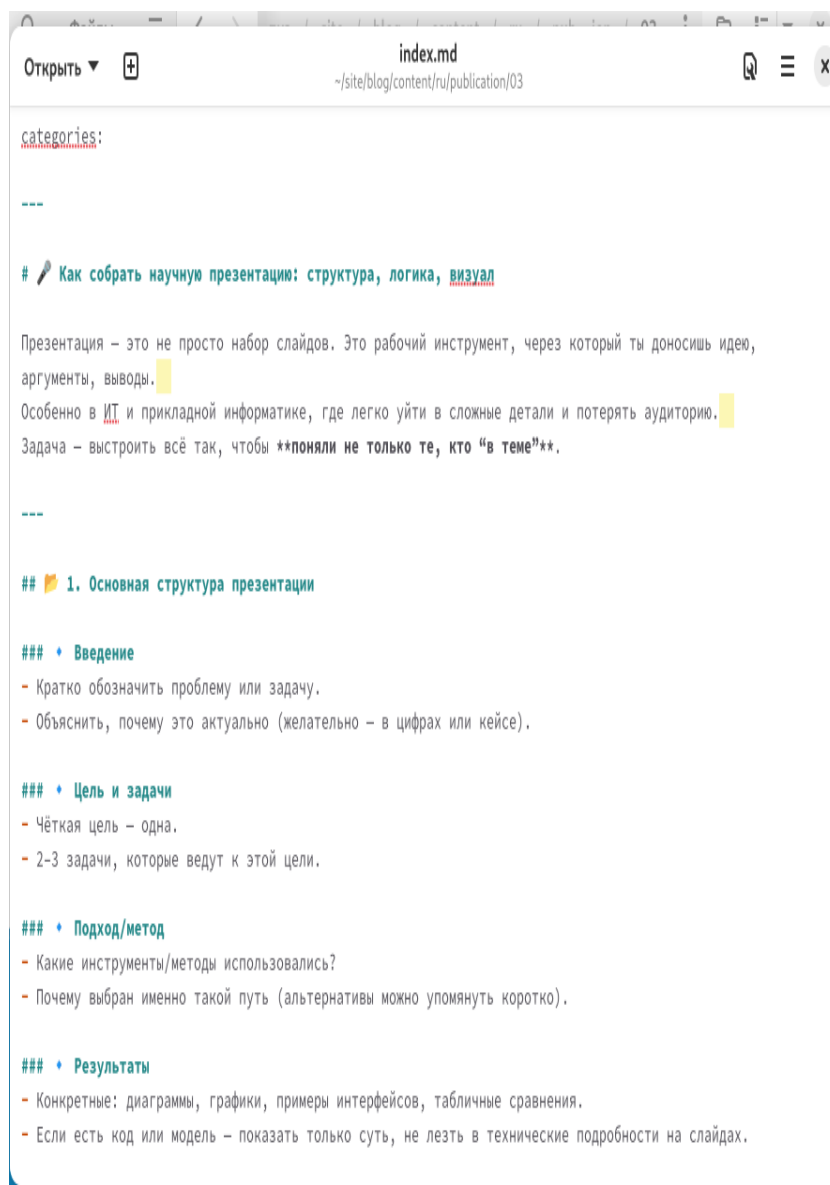 Открыть
index.md
~/site/blog/content/ru/publication/03
categories:
---
# 🎤 Как собрать научную презентацию: структура, логика, визуал
Презентация – это не просто набор слайдов. Это рабочий инструмент, через который ты доносишь идею,
аргументы, выводы.
Особенно в ИТ и прикладной информатике, где легко уйти в сложные детали и потерять аудиторию.
Задача – выстроить всё так, чтобы **поняли не только те, кто “в теме”**.
---
## 📂 1. Основная структура презентации
### 🔹 Введение
- Кратко обозначить проблему или задачу.
- Объяснить, почему это актуально (желательно – в цифрах или кейсе).
### 🔹 Цель и задачи
- Чёткая цель – одна.
- 2–3 задачи, которые ведут к этой цели.
### 🔹 Подход/метод
- Какие инструменты/методы использовались?
- Почему выбран именно такой путь (альтернативы можно упомянуть коротко).
### 🔹 Результаты
- Конкретные: диаграммы, графики, примеры интерфейсов, табличные сравнения.
- Если есть код или модель – показать только суть, не лезть в технические подробности на слайдах.